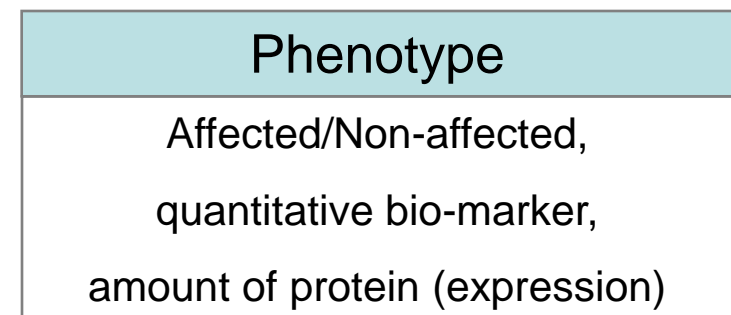 Phenotype
Affected/Non-affected,
quantitative bio-marker,
amount of protein (expression)